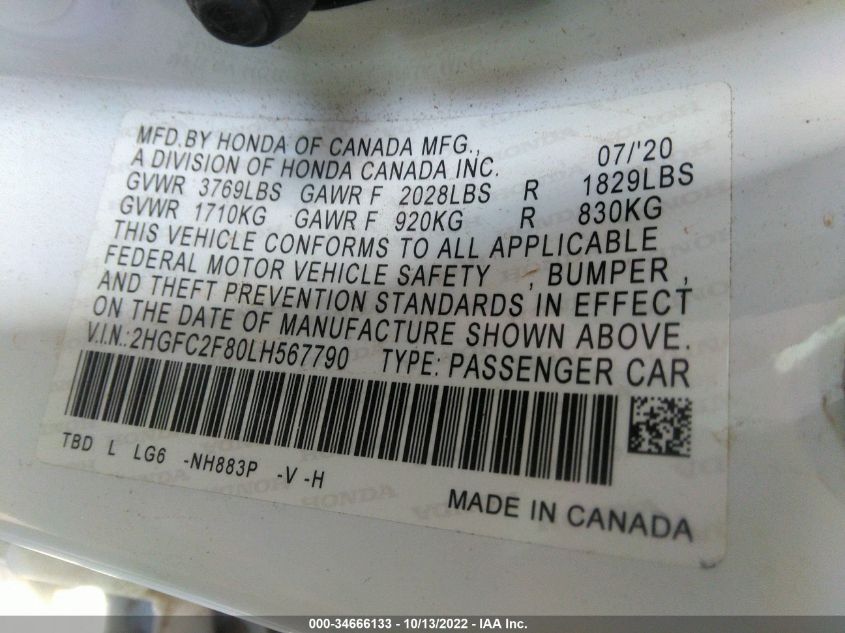 MFD.BY HONDA OF CANADA MFG., 07/'20
A DIVISION OF HONDA CANADA INC.
GVWR 3769LBS GAWR F 2028LBS R 1829LBS
GVWR 1710KG GAWR F 920KG R 830KG
THIS VEHICLE CONFORMS TO ALL APPLICABLE
FEDERAL MOTOR VEHICLE SAFETY , BUMPER ,
AND THEFT PREVENTION STANDARDS IN EFFECT
ON THE DATE OF MANUFACTURE SHOWN ABOVE.
V.I.N.:2HGFC2F80LH567790 TYPE: PASSENGER CAR
TBD L LG6 -NH883P -V -H
MADE IN CANADA
000-34666133 - 10/13/2022 - IAA Inc.